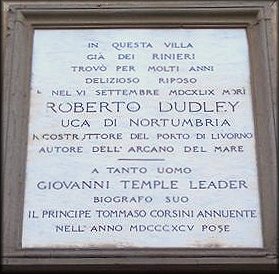 IN QUESTA VILLA
GIÀ DEI RINIERI
TROVÒ PER MOLTI ANNI
DELIZIOSO RIPOSO
E NEL VI SETTEMBRE MDCXLIX MORÌ
ROBERTO DUDLEY
UCA DI NORTUMBRIA
COSTRUTTORE DEL PORTO DI LIVORNO
AUTORE DELL' ARCANO DEL MARE
A TANTO UOMO
GIOVANNI TEMPLE LEADER
BIOGRAFO SUO
IL PRINCIPE TOMMASO CORSINI ANNUENTE
NELL' ANNO MDCCCXCV POSE